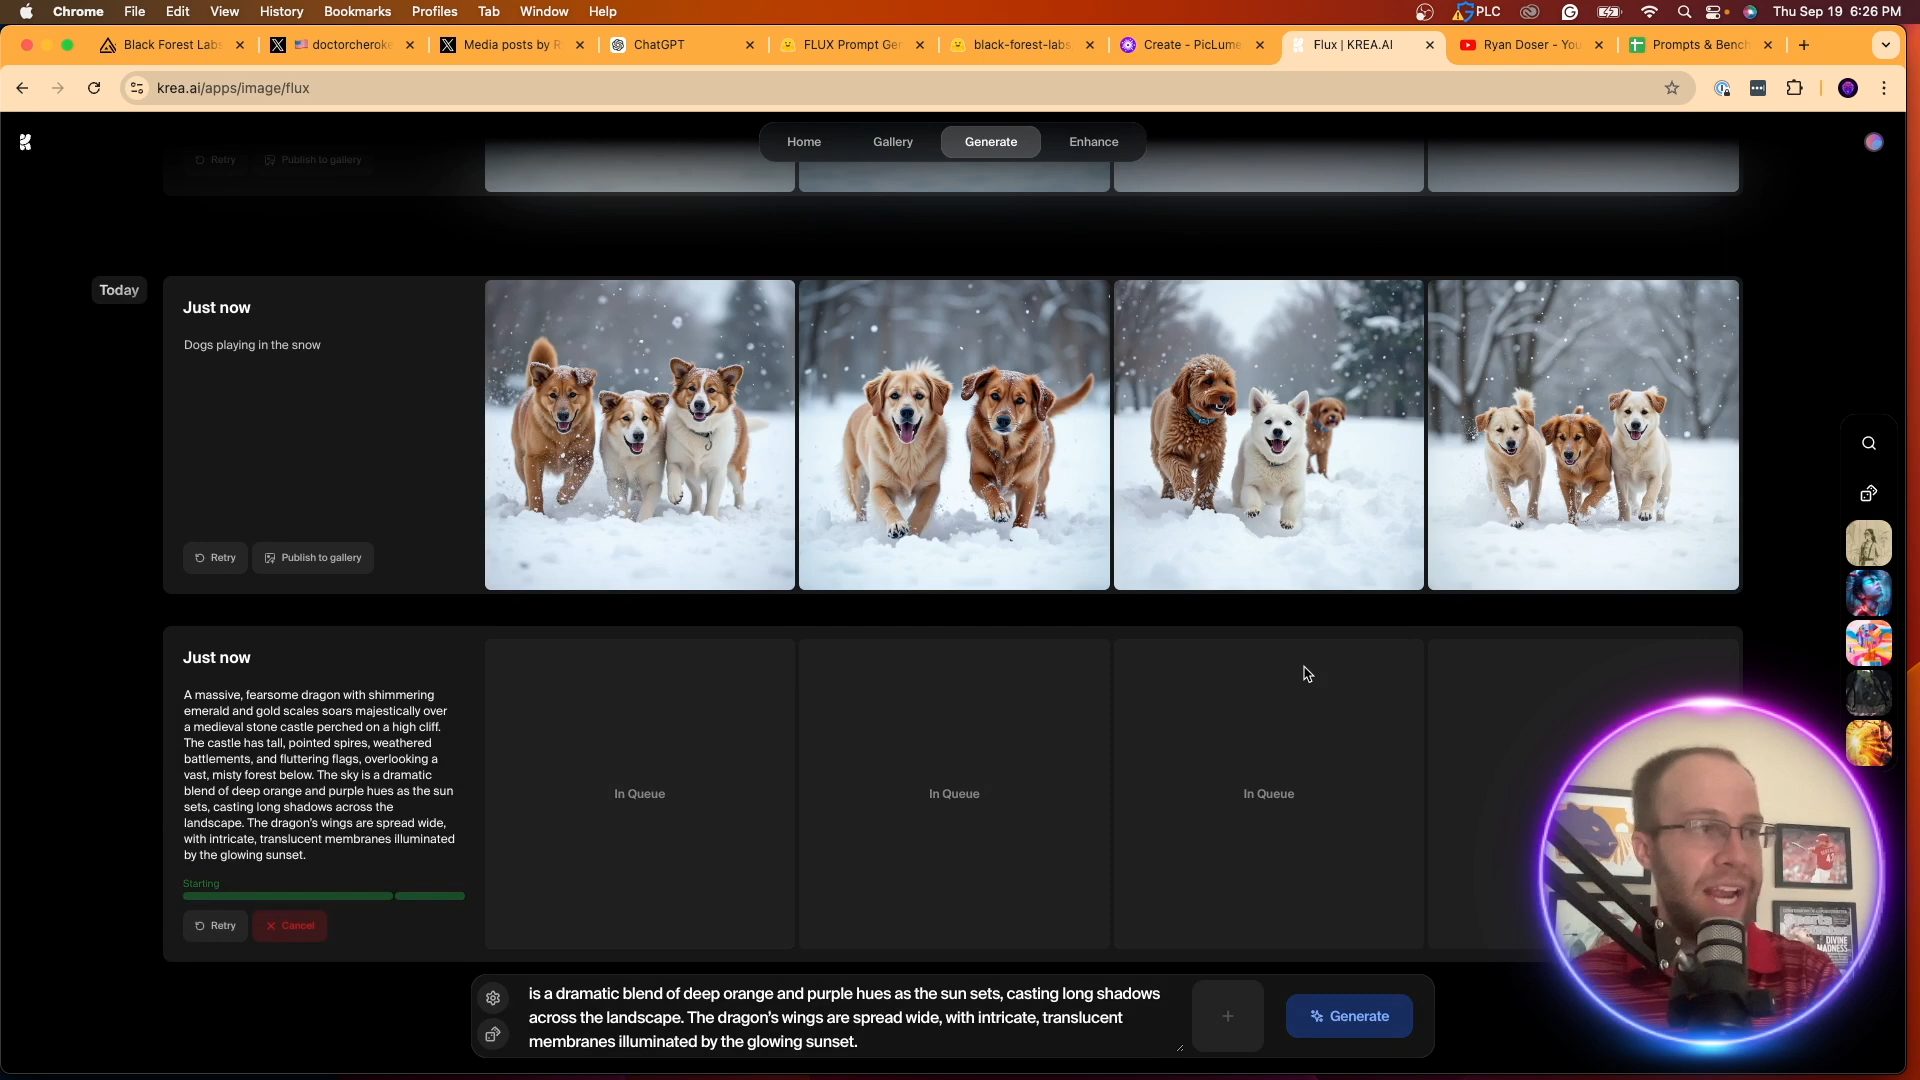 Chrome File Edit View History Bookmarks Profiles Tab Window Help PLC Thu Sep 19 6:26 PM
Black Forest Labs doctorcheroke Media posts by R ChatGPT FLUX Prompt Ge black-forest-labs Create - PicLume Flux | KREA.AI Ryan Doser - You Prompts & Bench
krea.ai/apps/image/flux
Home Gallery Generate Enhance
Retry Publish to gallery
Today
Just now
Dogs playing in the snow
Retry Publish to gallery
Just now
A massive, fearsome dragon with shimmering
emerald and gold scales soars majestically over
a medieval stone castle perched on a high cliff.
The castle has tall, pointed spires, weathered
battlements, and fluttering flags, overlooking a
vast, misty forest below. The sky is a dramatic
blend of deep orange and purple hues as the sun
sets, casting long shadows across the
landscape. The dragon's wings are spread wide,
with intricate, translucent membranes illuminated
by the glowing sunset.
In Queue In Queue In Queue
Starting
Retry Cancel
DIVINE
MADNESS
is a dramatic blend of deep orange and purple hues as the sun sets, casting long shadows
across the landscape. The dragon's wings are spread wide, with intricate, translucent
membranes illuminated by the glowing sunset.
Generate